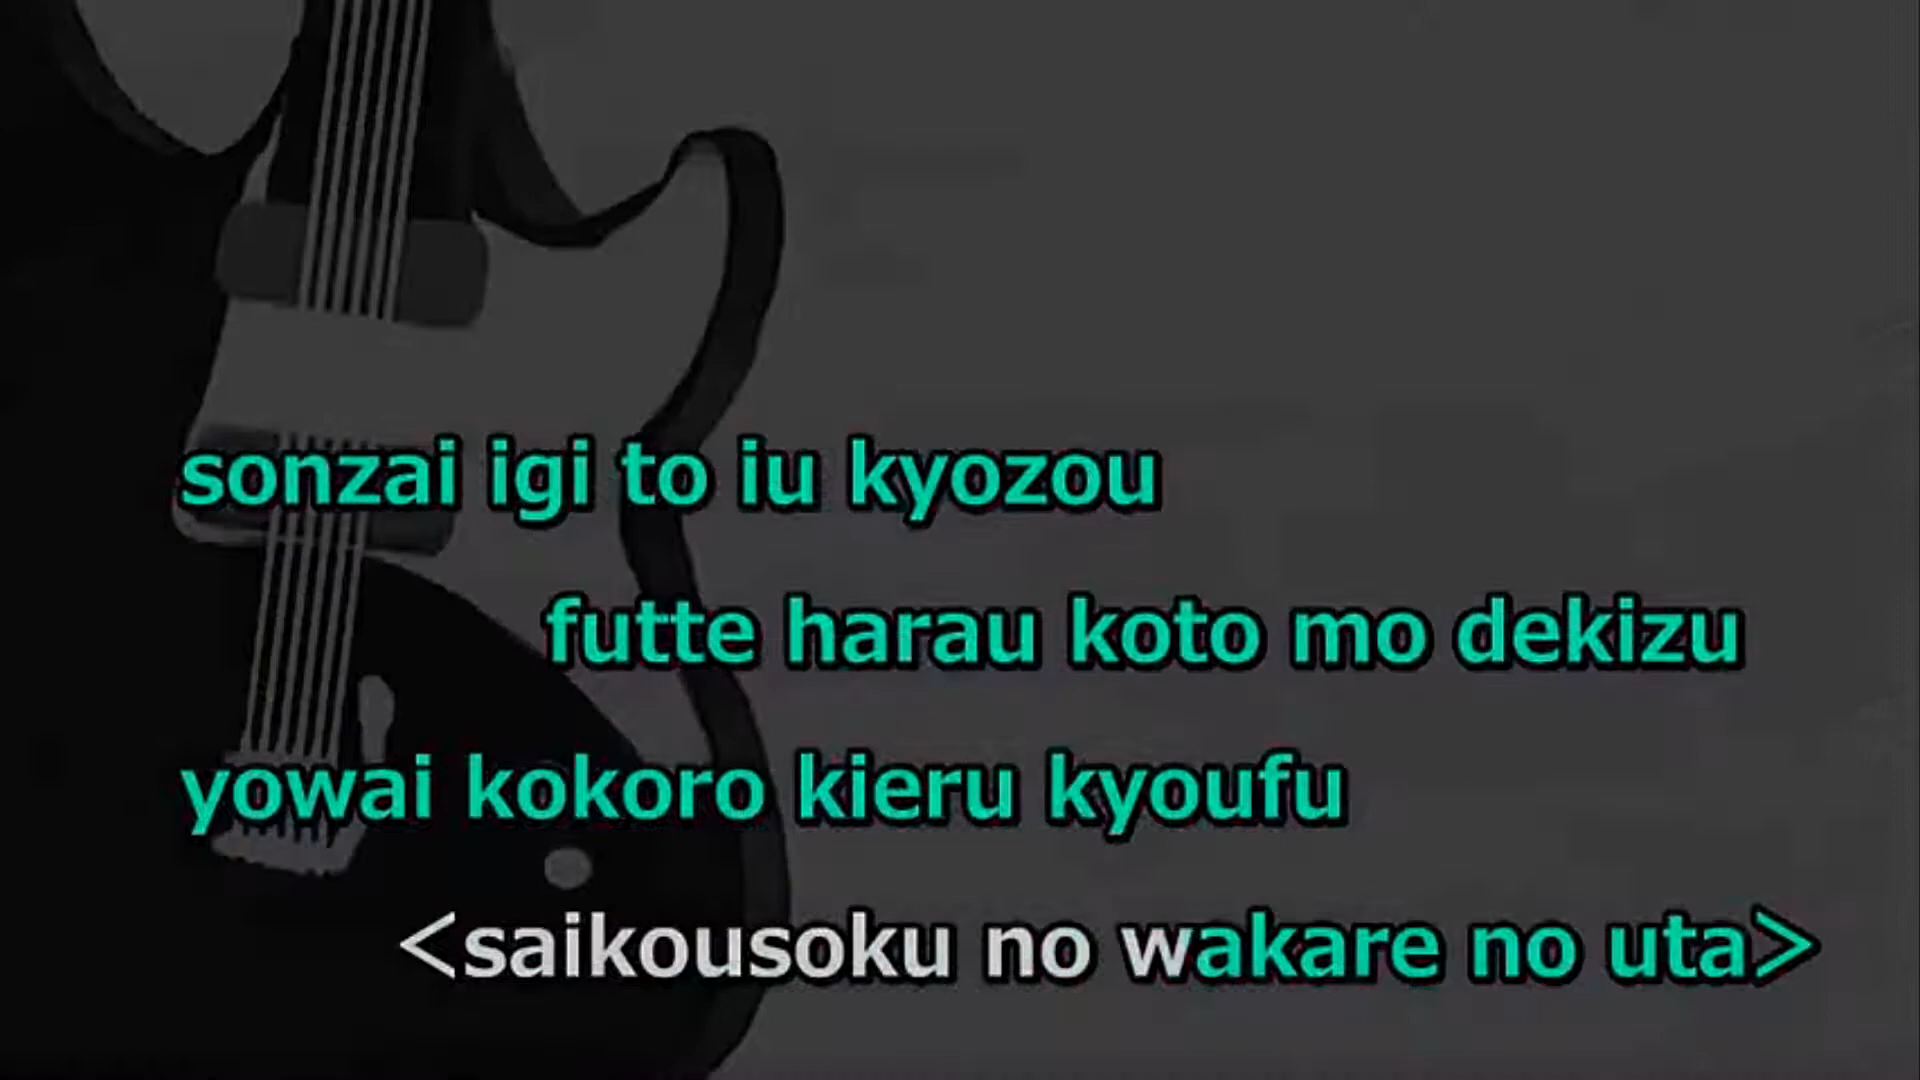 sonzai igi to iu kyozou
futte harau koto mo dekizu
yowai kokoro kieru kyoufu
<saikousoku no wakare no uta>